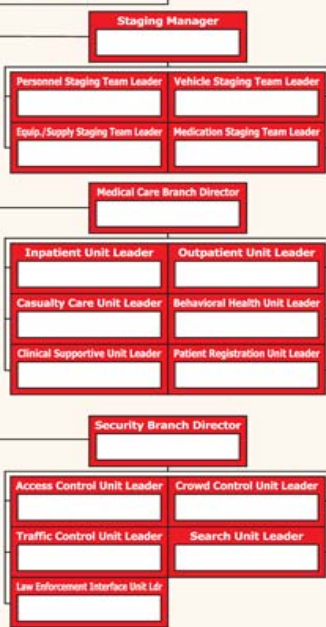 Staging Manager
Personnel Staging Team Leader
Vehicle Staging Team Leader
Equip./Supply Staging Team Leader
Medication Staging Team Leader
Medical Care Branch Director
Inpatient Unit Leader
Outpatient Unit Leader
Casualty Care Unit Leader
Behavioral Health Unit Leader
Clinical Supportive Unit Leader
Patient Registration Unit Leader
Security Branch Director
Access Control Unit Leader
Crowd Control Unit Leader
Traffic Control Unit Leader
Search Unit Leader
Law Enforcement Interface Unit Ldr